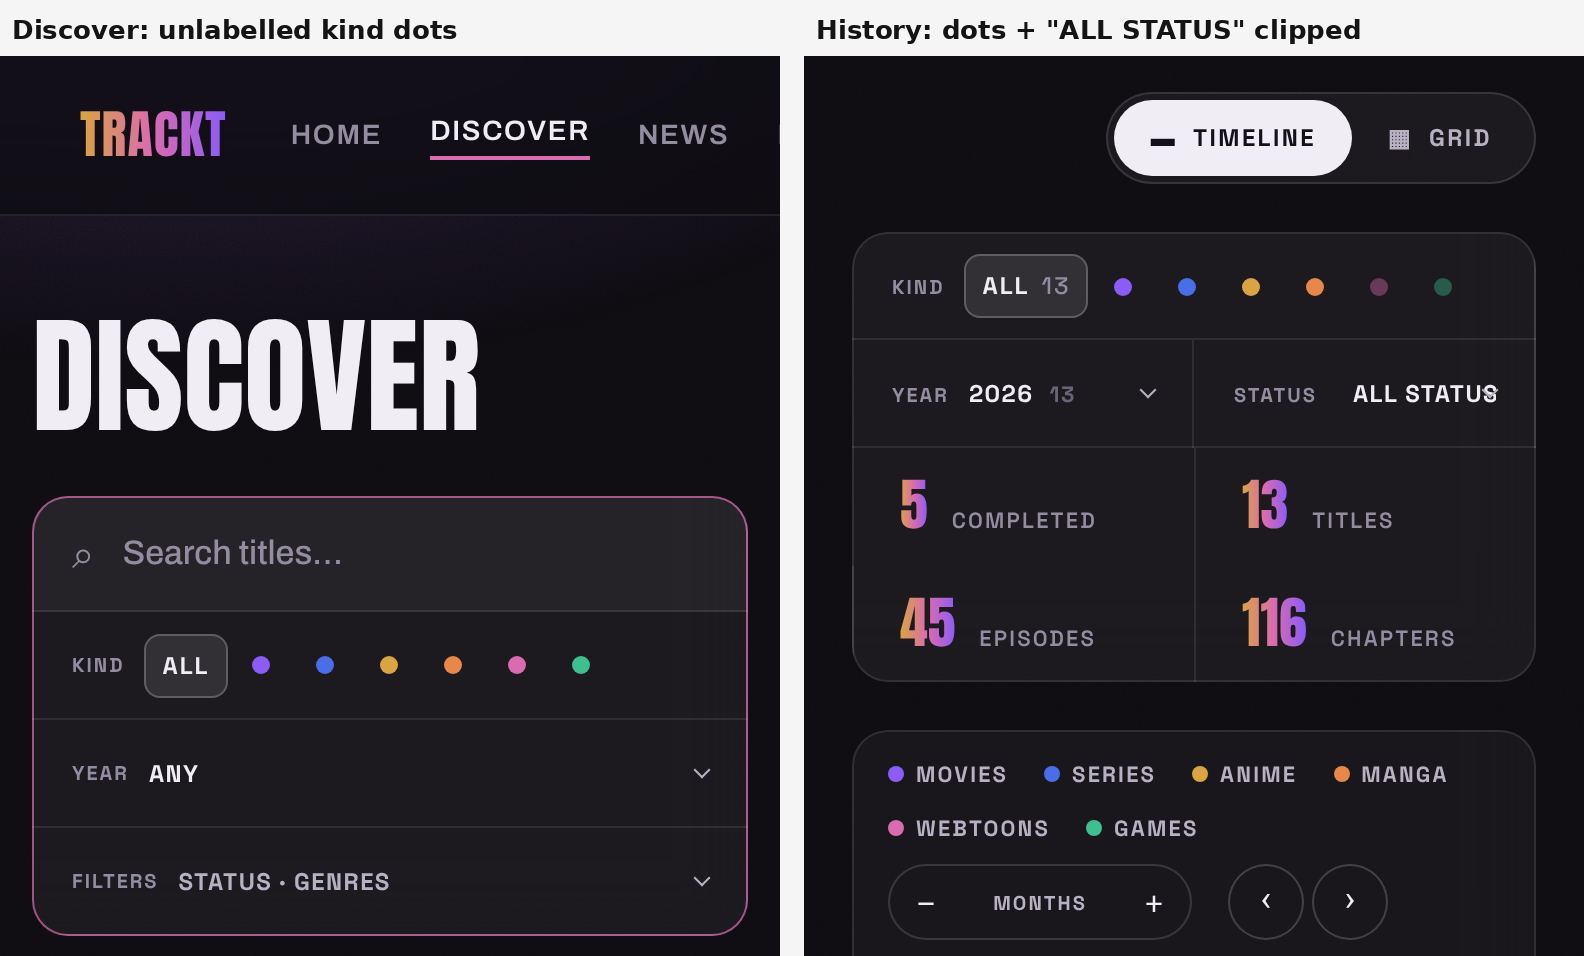 Discover: unlabelled kind dots
TRACKT HOME DISCOVER NEWS
DISCOVER
Search titles...
KIND ALL
YEAR ANY
FILTERS STATUS · GENRES
History: dots + "ALL STATUS" clipped
TIMELINE GRID
KIND ALL 13
YEAR 2026 13 STATUS ALL STATUS
5 COMPLETED 13 TITLES
45 EPISODES 116 CHAPTERS
MOVIES SERIES ANIME MANGA
WEBTOONS GAMES
− MONTHS + ‹ ›